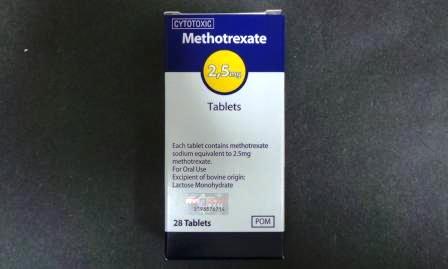 CYTOTOXIC
Methotrexate
2,5mg
Tablets
Each tablet contains methotrexate
sodium equivalent to 2.5mg
methotrexate.
For Oral Use
Excipient of bovine origin:
Lactose Monohydrate
28 Tablets
POM